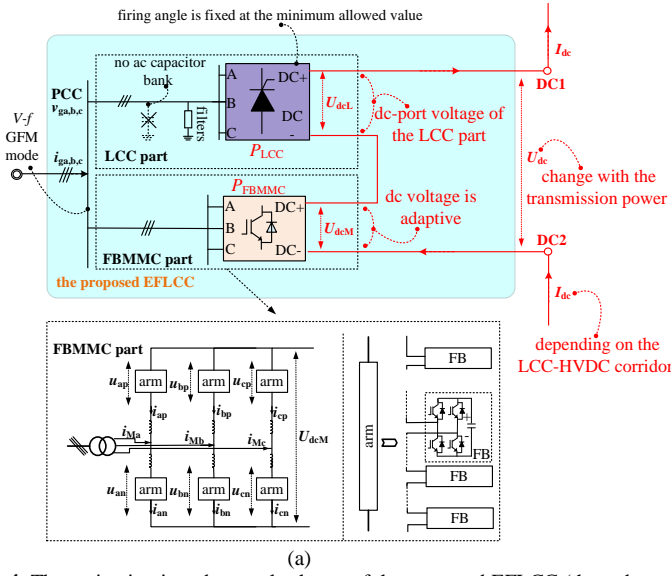 firing angle is fixed at the minimum allowed value
no ac capacitor
bank
PCC
vga,b,c
V-f
GFM
mode
iga,b,c
filters
A
B
C
DC+
DC
-
UdcL
PLCC
LCC part
dc-port voltage of
the LCC part
Idc
DC1
Udc
change with the
transmission power
PFBMMC
A
B
C
DC+
DC-
UdcM
dc voltage is
adaptive
DC2
FBMMC part
the proposed EFLCC
Idc
depending on the
LCC-HVDC corridor
FBMMC part
uap
arm
ubp
arm
ucp
arm
iap
ibp
icp
iMa
iMb
iMc
UdcM
uan
arm
ubn
arm
ucn
arm
ian
ibn
icn
arm
FB
+
-
FB
FB
FB
(a)